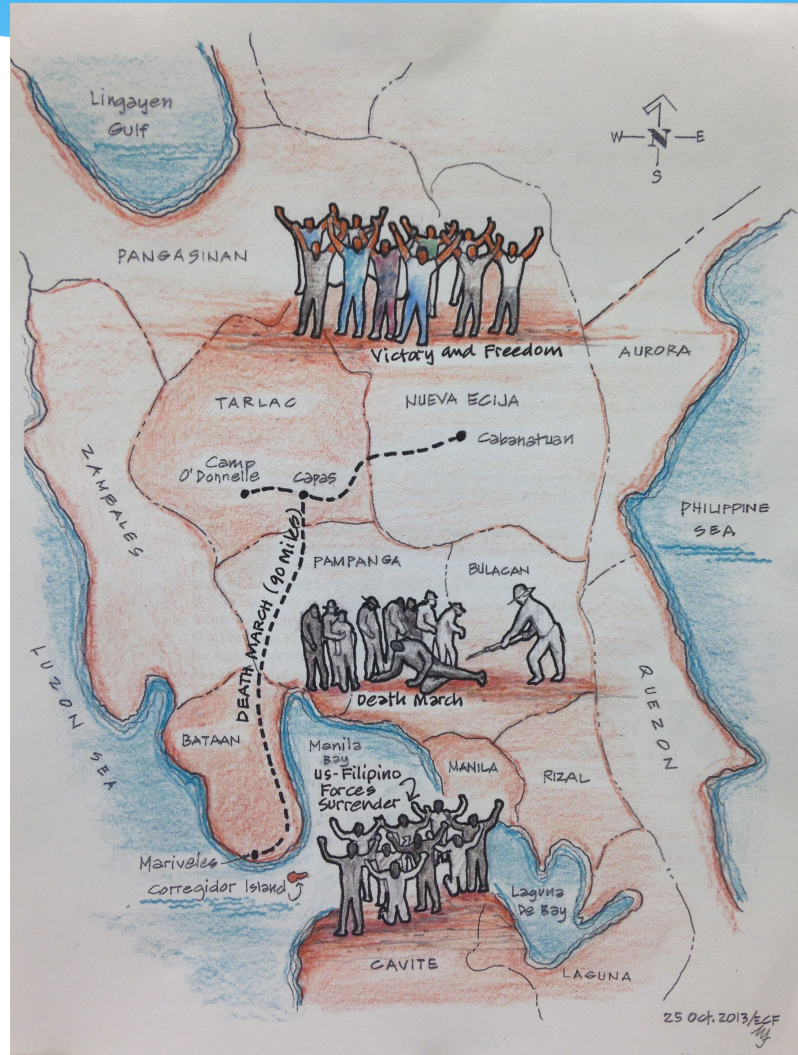 Lingayen
Gulf
N
W
E
S
PANGASINAN
Victory and Freedom
AURORA
TARLAC
NUEVA ECIJA
Cabanatuan
Camp
O'Donnelle
Capas
ZAMBALES
PHILIPPINE
SEA
DEATH MARCH (90 Miles)
PAMPANGA
BULACAN
LUZON SEA
Death March
QUEZON
BATAAN
Manila
Bay
US-Filipino
Forces
Surrender
MANILA
RIZAL
Mariveles
Corregidor Island
Laguna
De Bay
CAVITE
LAGUNA
25 Oct. 2013/ECF